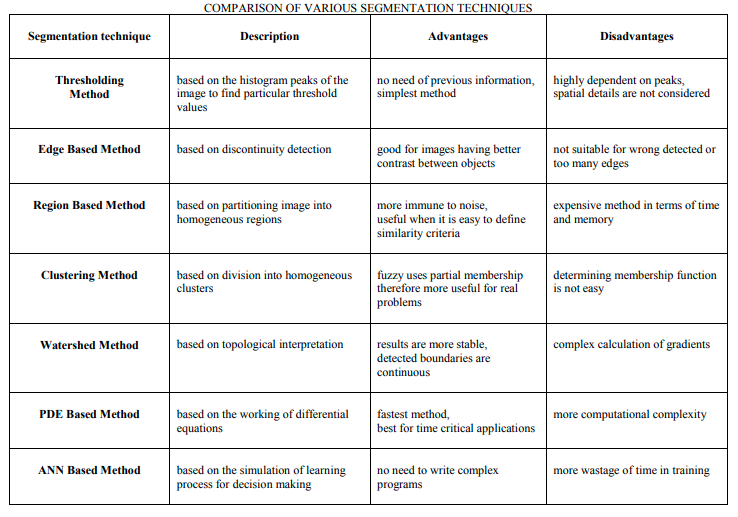 COMPARISON OF VARIOUS SEGMENTATION TECHNIQUES
Segmentation technique
Description
Advantages
Disadvantages
Thresholding
Method
based on the histogram peaks of the
image to find particular threshold
values
no need of previous information,
simplest method
highly dependent on peaks,
spatial details are not considered
Edge Based Method
based on discontinuity detection
good for images having better
contrast between objects
not suitable for wrong detected or
too many edges
Region Based Method
based on partitioning image into
homogeneous regions
more immune to noise,
useful when it is easy to define
similarity criteria
expensive method in terms of time
and memory
Clustering Method
based on division into homogeneous
clusters
fuzzy uses partial membership
therefore more useful for real
problems
determining membership function
is not easy
Watershed Method
based on topological interpretation
results are more stable,
detected boundaries are
continuous
complex calculation of gradients
PDE Based Method
based on the working of differential
equations
fastest method,
best for time critical applications
more computational complexity
ANN Based Method
based on the simulation of learning
process for decision making
no need to write complex
programs
more wastage of time in training